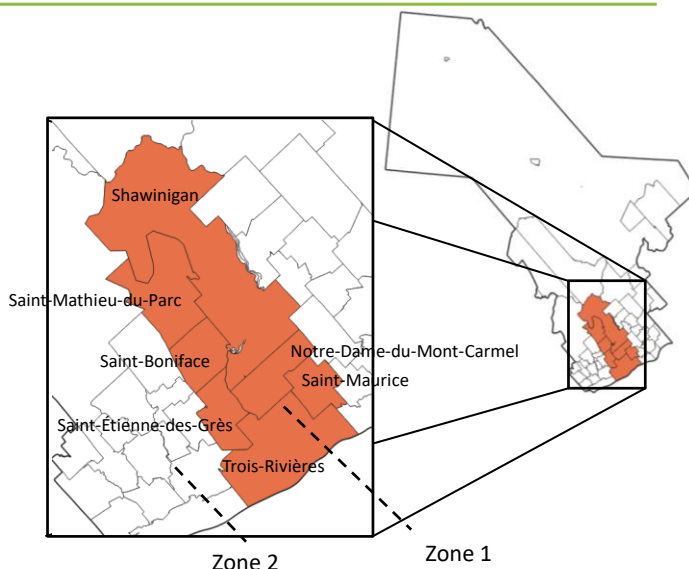 Shawinigan
Saint-Mathieu-du-Parc
Saint-Boniface
Notre-Dame-du-Mont-Carmel
Saint-Maurice
Saint-Étienne-des-Grès
Trois-Rivières
Zone 2
Zone 1